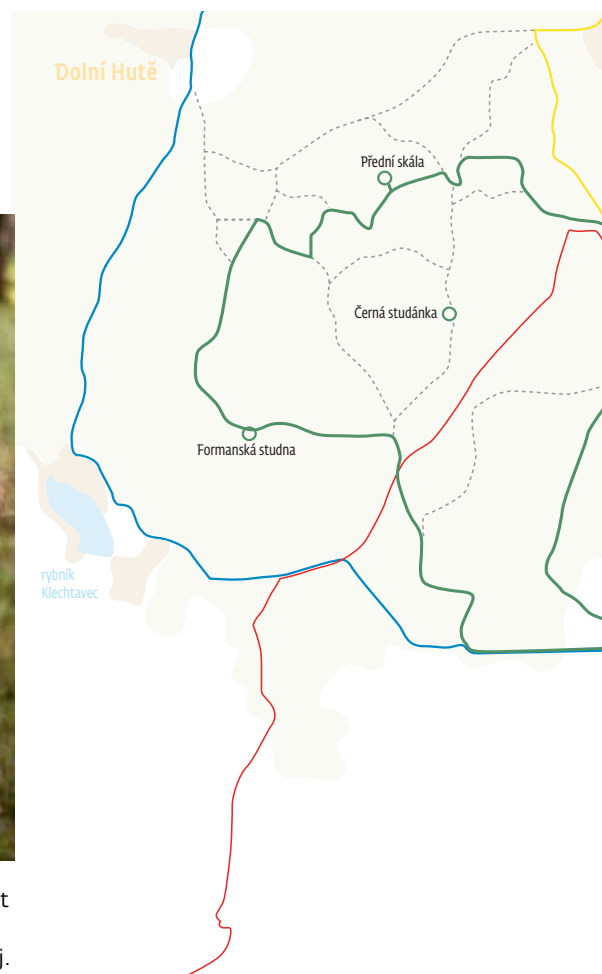 Dolní Hutě
Přední skála
Černá studánka
Formanská studna
rybník
Klechtavec
t
j.